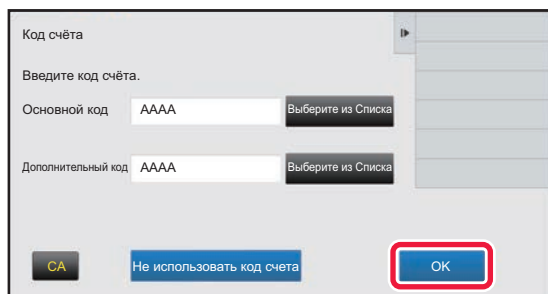 Код счёта
Введите код счёта.
Основной код AAAA Выберите из Списка
Дополнительный код AAAA Выберите из Списка
CA Не использовать код счета OK